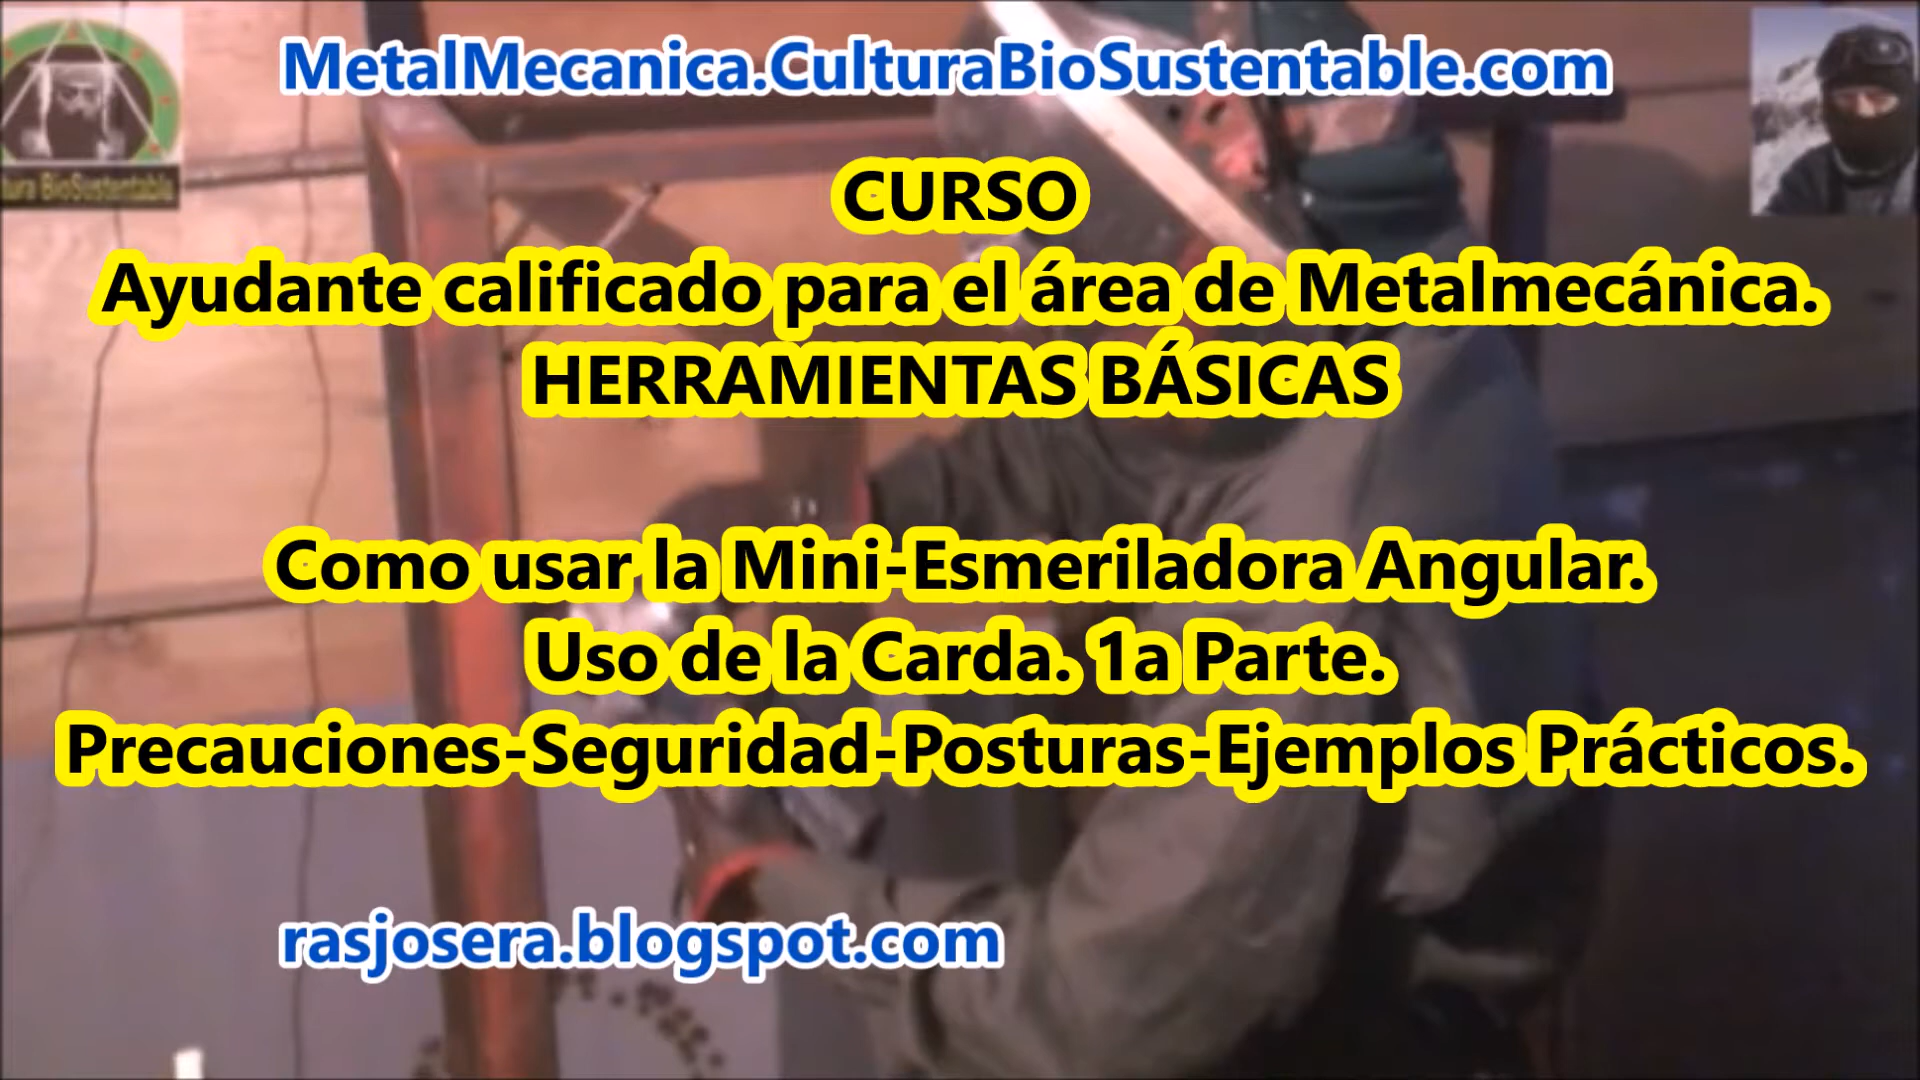 MetalMecanica.CulturaBioSustentable.com
CURSO
Ayudante calificado para el área de Metalmecánica.
HERRAMIENTAS BÁSICAS
Como usar la Mini-Esmeriladora Angular.
Uso de la Carda. 1a Parte.
Precauciones-Seguridad-Posturas-Ejemplos Prácticos.
rasjosera.blogspot.com
BioSustentable